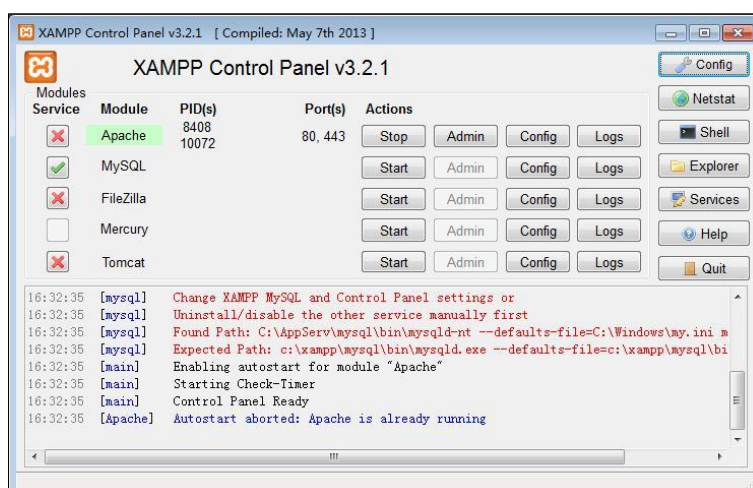 XAMPP Control Panel v3.2.1 [ Compiled: May 7th 2013 ]
XAMPP Control Panel v3.2.1
Config
Modules
Service Module PID(s) Port(s) Actions
Netstat
Apache 8408 10072 80, 443 Stop Admin Config Logs
Shell
MySQL Start Admin Config Logs
Explorer
FileZilla Start Admin Config Logs
Services
Mercury Start Admin Config Logs
Help
Tomcat Start Admin Config Logs
Quit
16:32:35 [mysql] Change XAMPP MySQL and Control Panel settings or
16:32:35 [mysql] Uninstall/disable the other service manually first
16:32:35 [mysql] Found Path: C:\AppServ\mysql\bin\mysqld-nt --defaults-file=C:\Windows\my.ini m
16:32:35 [mysql] Expected Path: c:\xampp\mysql\bin\mysqld.exe --defaults-file=c:\xampp\mysql\bi
16:32:35 [main] Enabling autostart for module "Apache"
16:32:35 [main] Starting Check-Timer
16:32:35 [main] Control Panel Ready
16:32:35 [Apache] Autostart aborted: Apache is already running